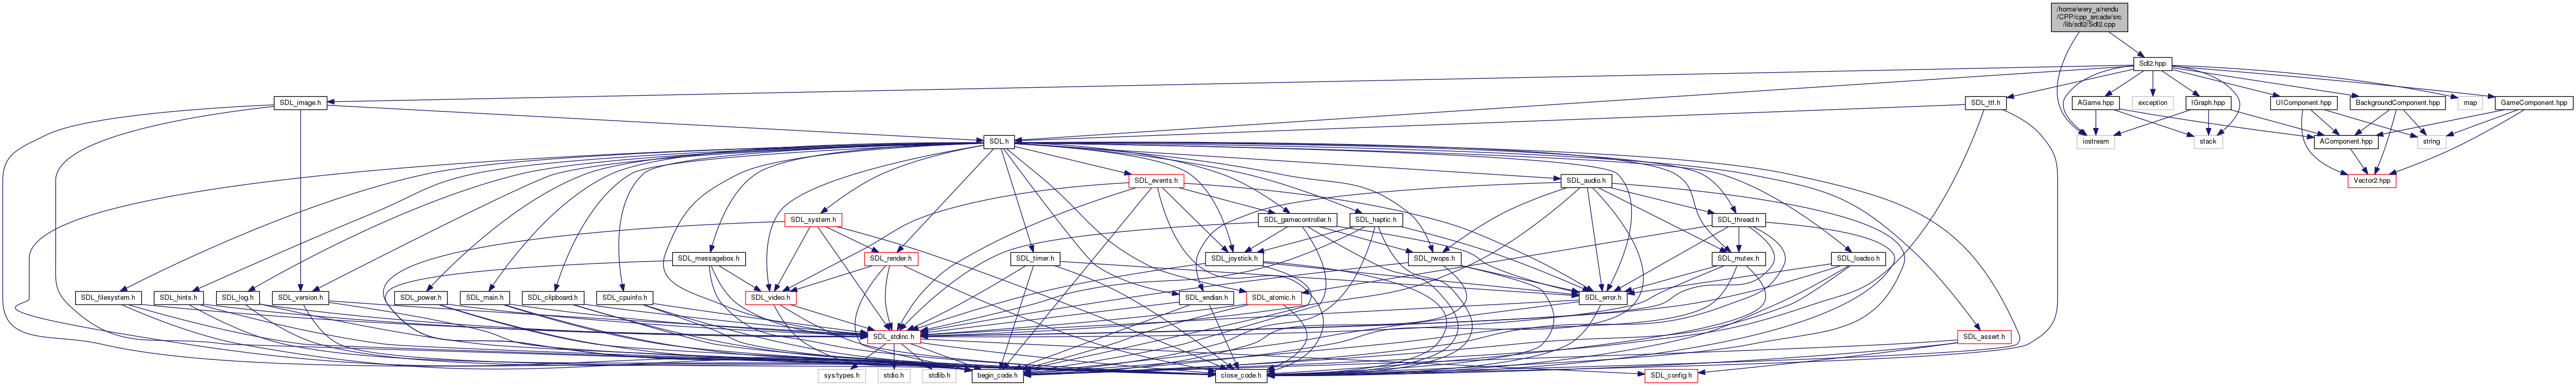 /home/wery_a/rendu
/CPP/cpp_arcade/src
/lib/sdl2/Sdl2.cpp
Sdl2.hpp
SDL_image.h
SDL_ttf.h
AGame.hpp
exception
IGraph.hpp
UIComponent.hpp
BackgroundComponent.hpp
map
GameComponent.hpp
SDL.h
iostream
stack
AComponent.hpp
string
SDL_events.h
SDL_audio.h
Vector2.hpp
SDL_system.h
SDL_gamecontroller.h
SDL_haptic.h
SDL_thread.h
SDL_messagebox.h
SDL_render.h
SDL_timer.h
SDL_joystick.h
SDL_rwops.h
SDL_mutex.h
SDL_loadso.h
SDL_filesystem.h
SDL_hints.h
SDL_log.h
SDL_version.h
SDL_power.h
SDL_main.h
SDL_clipboard.h
SDL_cpuinfo.h
SDL_video.h
SDL_endian.h
SDL_atomic.h
SDL_error.h
SDL_stdinc.h
SDL_assert.h
sys/types.h
stdio.h
stdlib.h
begin_code.h
close_code.h
SDL_config.h